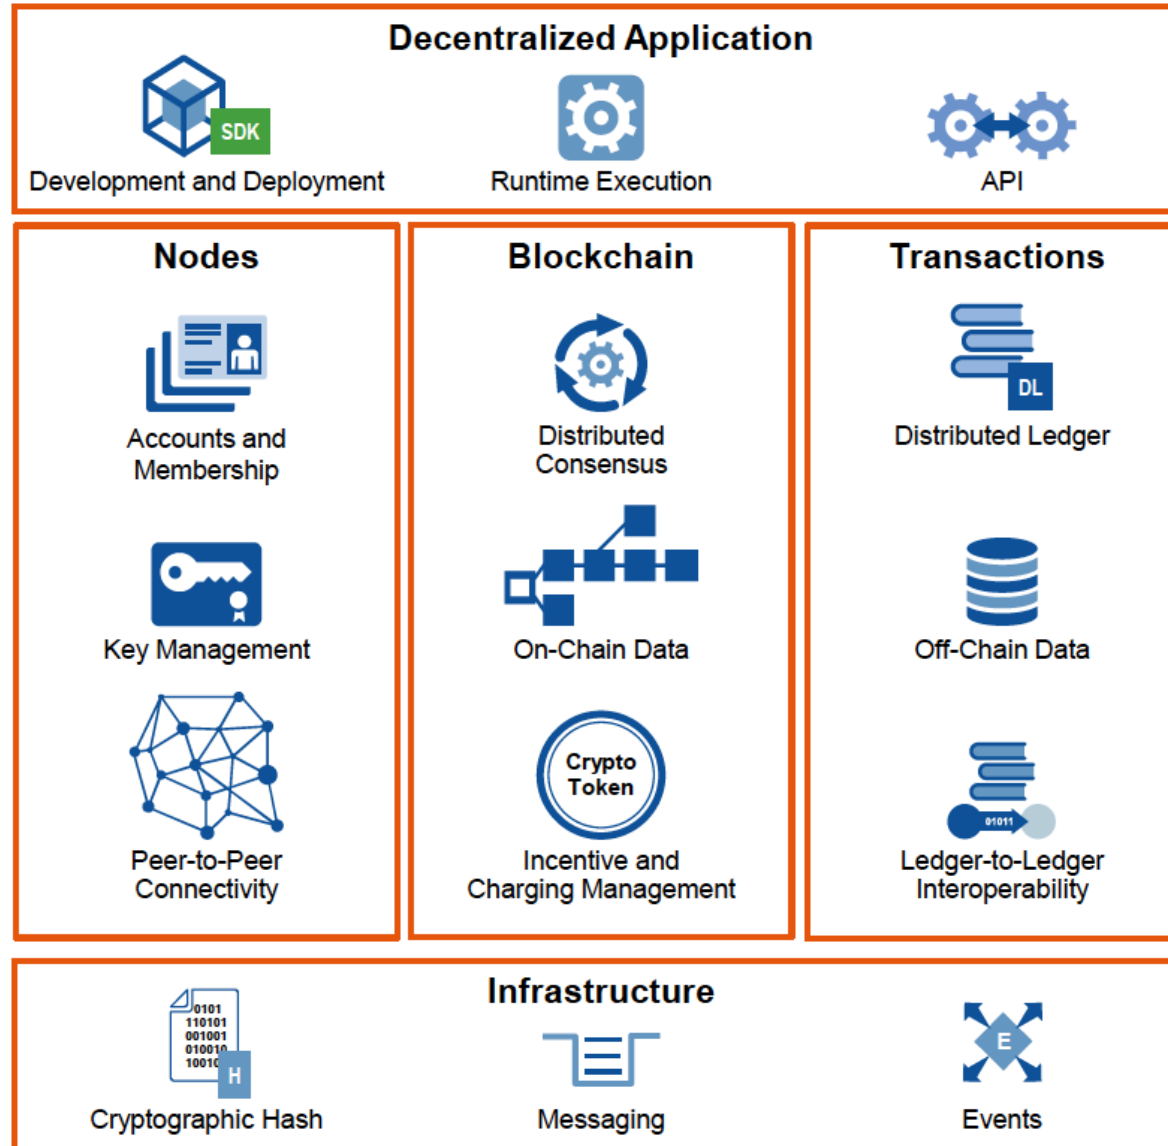 Decentralized Application
SDK
Development and Deployment
Runtime Execution
API
Nodes
Accounts and
Membership
Key Management
Peer-to-Peer
Connectivity
Blockchain
Distributed
Consensus
On-Chain Data
Crypto
Token
Incentive and
Charging Management
Transactions
DL
Distributed Ledger
Off-Chain Data
01011
Ledger-to-Ledger
Interoperability
Infrastructure
0101
110101
001001
010010
10010
H
Cryptographic Hash
Messaging
E
Events